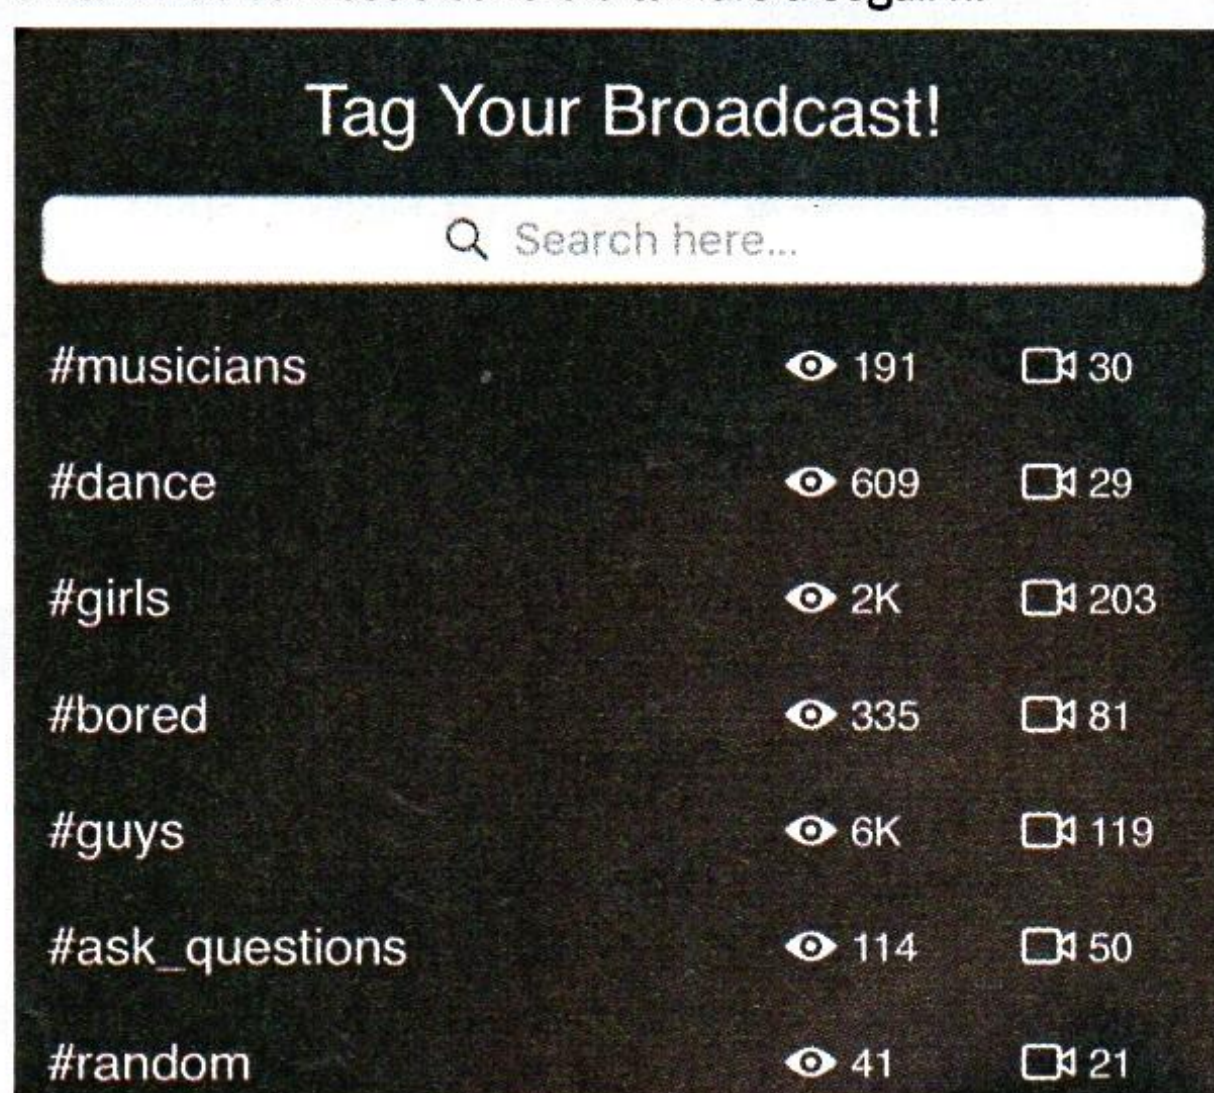 Tag Your Broadcast!
Search here...
#musicians 191 30
#dance 609 29
#girls 2K 203
#bored 335 81
#guys 6K 119
#ask_questions 114 50
#random 41 21